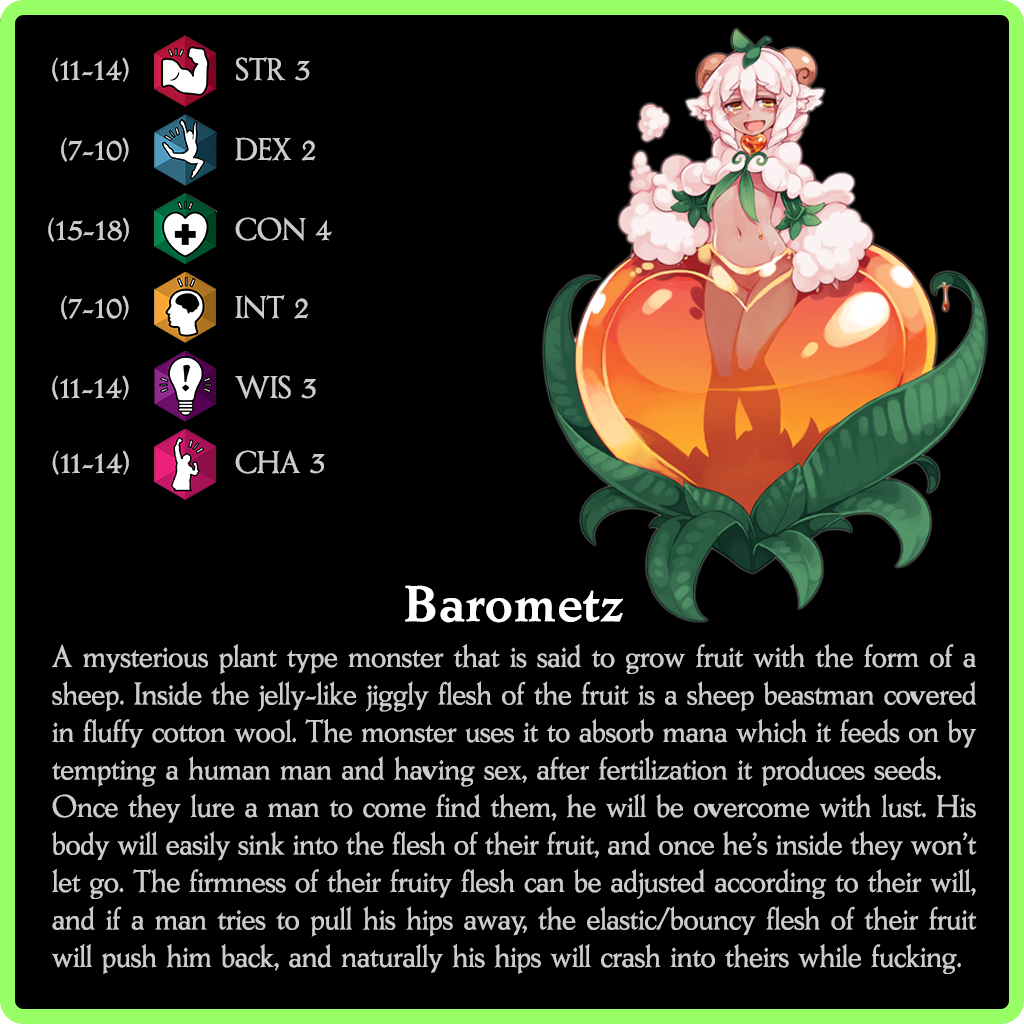 (11-14) STR 3
(7-10) DEX 2
(15-18) CON 4
(7-10) INT 2
(11-14) WIS 3
(11-14) CHA 3
Barometz
A mysterious plant type monster that is said to grow fruit with the form of a
sheep. Inside the jelly-like jiggly flesh of the fruit is a sheep beastman covered
in fluffy cotton wool. The monster uses it to absorb mana which it feeds on by
tempting a human man and having sex, after fertilization it produces seeds.
Once they lure a man to come find them, he will be overcome with lust. His
body will easily sink into the flesh of their fruit, and once he's inside they won't
let go. The firmness of their fruity flesh can be adjusted according to their will,
and if a man tries to pull his hips away, the elastic/bouncy flesh of their fruit
will push him back, and naturally his hips will crash into theirs while fucking.